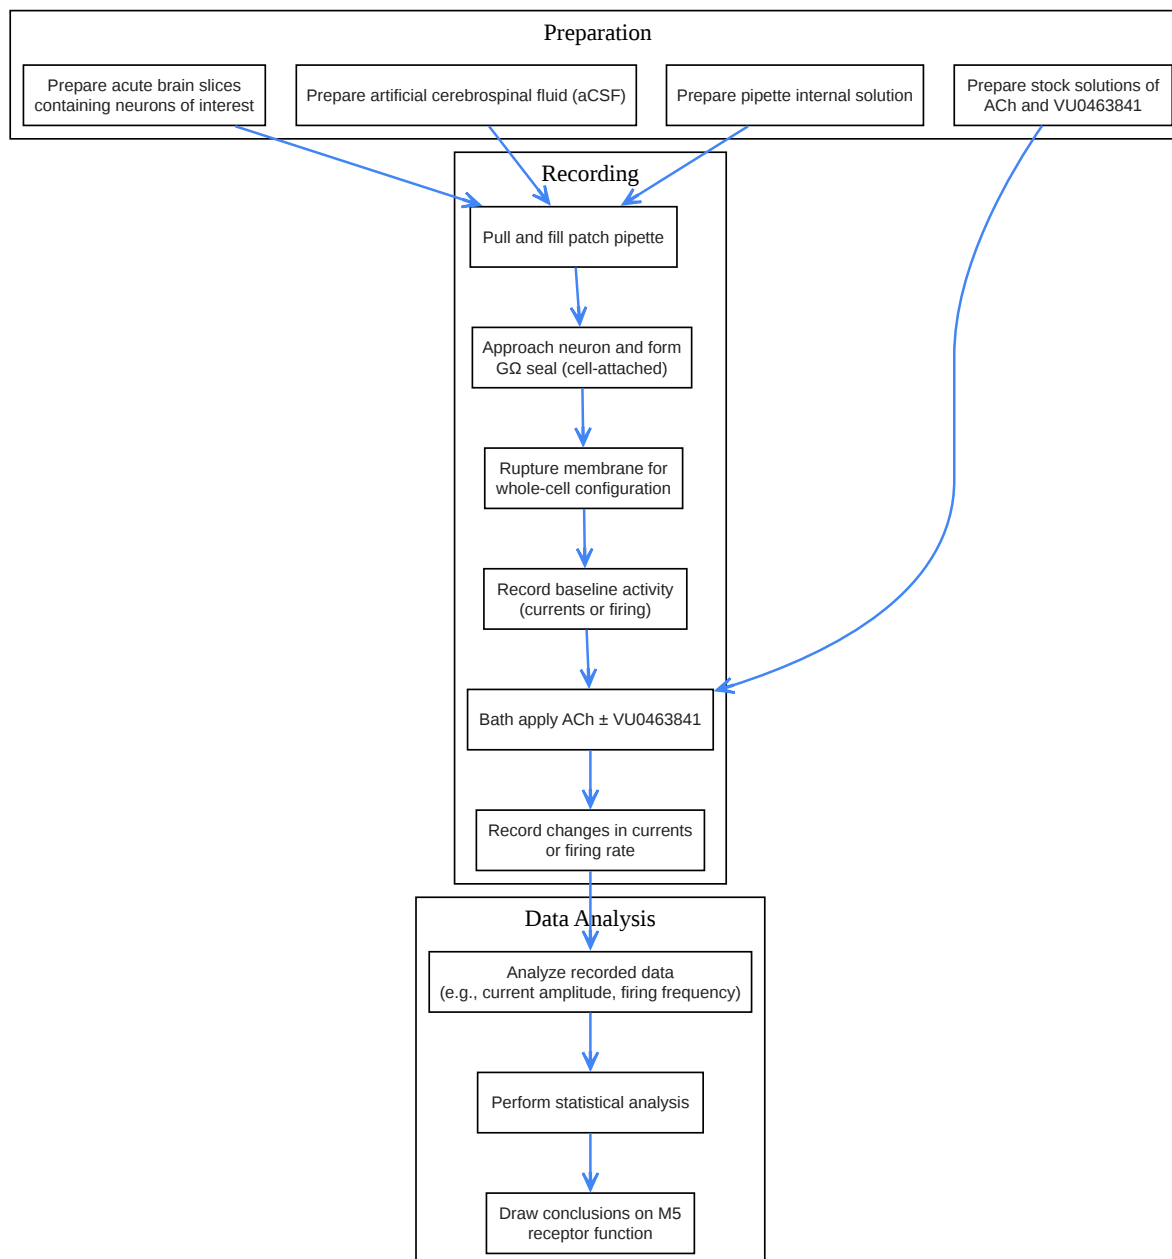 Preparation
Prepare acute brain slices
containing neurons of interest
Prepare artificial cerebrospinal fluid (aCSF)
Prepare pipette internal solution
Prepare stock solutions of
ACh and VU0463841
Recording
Pull and fill patch pipette
Approach neuron and form
GΩ seal (cell-attached)
Rupture membrane for
whole-cell configuration
Record baseline activity
(currents or firing)
Bath apply ACh ± VU0463841
Record changes in currents
or firing rate
Data Analysis
Analyze recorded data
(e.g., current amplitude, firing frequency)
Perform statistical analysis
Draw conclusions on M5
receptor function